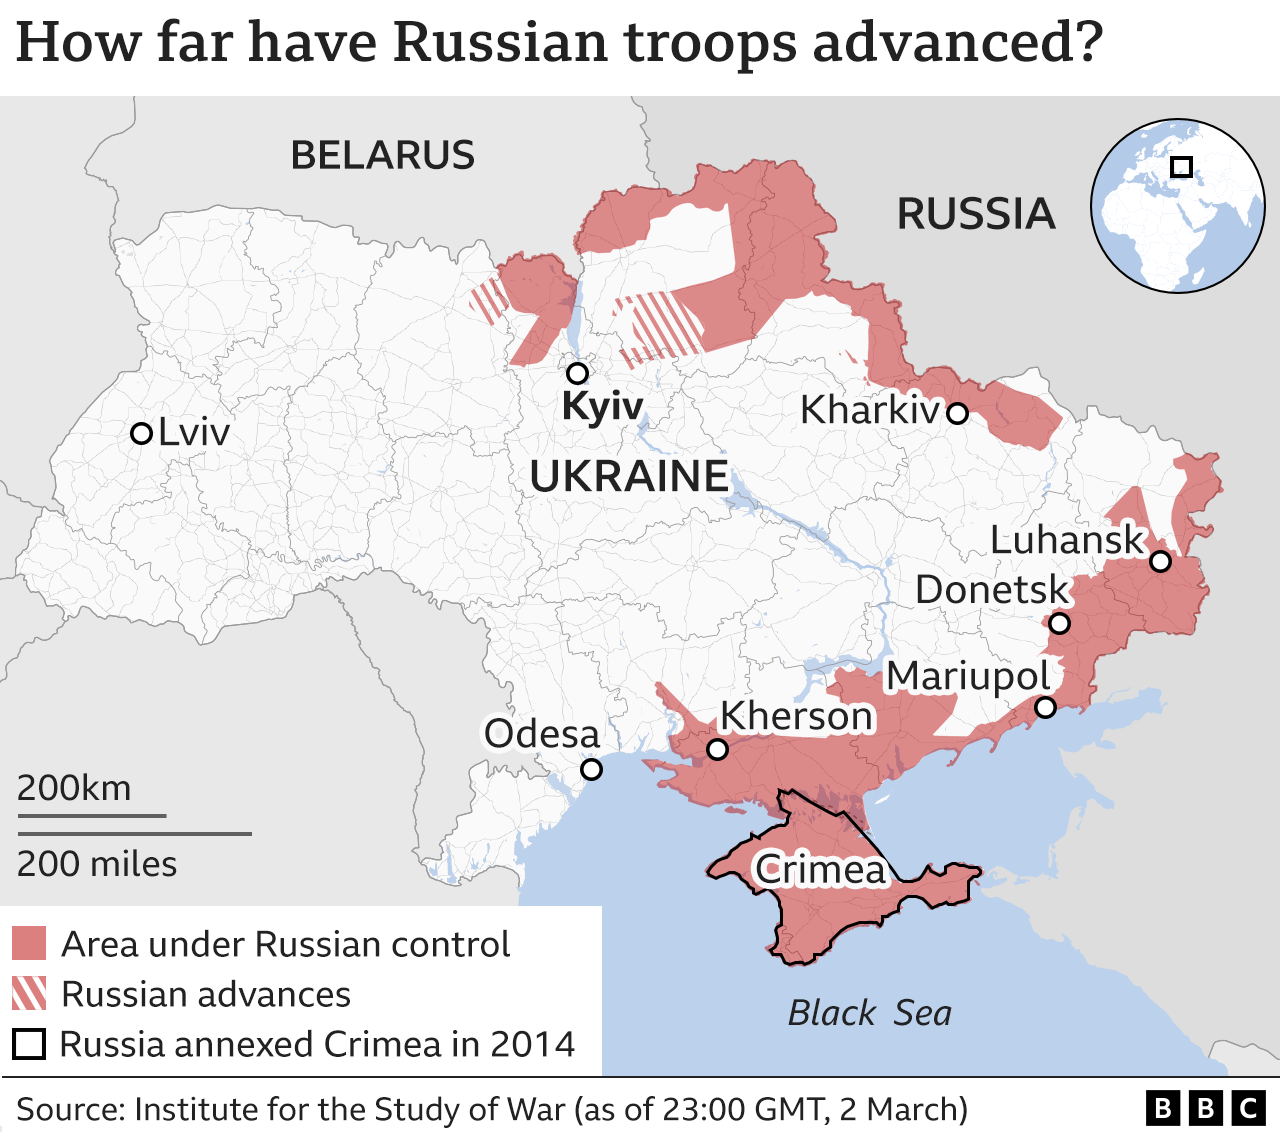 How far have Russian troops advanced?
BELARUS
RUSSIA
Kyiv
Kharkiv
Lviv
UKRAINE
Luhansk
Donetsk
Mariupol
Kherson
Odesa
200km
200 miles
Crimea
Area under Russian control
Russian advances
Black Sea
Russia annexed Crimea in 2014
Source: Institute for the Study of War (as of 23:00 GMT, 2 March)
BBC